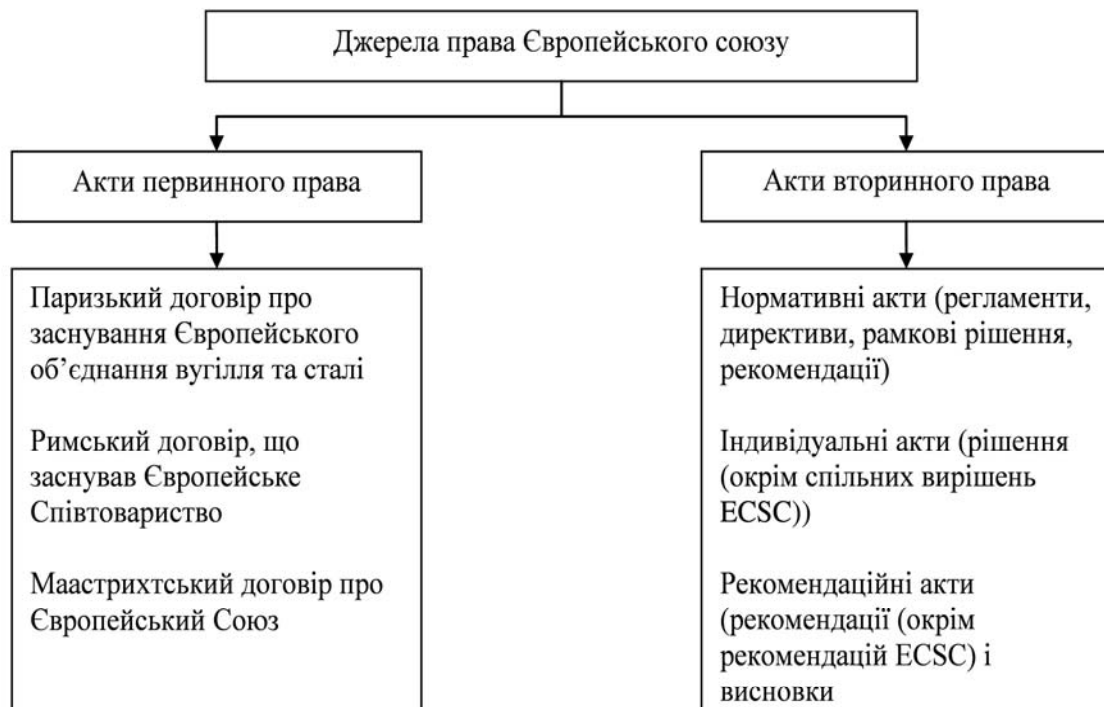 Джерела права Європейського союзу
Акти первинного права
Акти вторинного права
Паризький договір про
заснування Європейського
об’єднання вугілля та сталі
Римський договір, що
заснував Європейське
Співтовариство
Маастрихтський договір про
Європейський Союз
Нормативні акти (регламенти,
директиви, рамкові рішення,
рекомендації)
Індивідуальні акти (рішення
(окрім спільних вирішень
ECSC))
Рекомендаційні акти
(рекомендації (окрім
рекомендацій ECSC) і
висновки